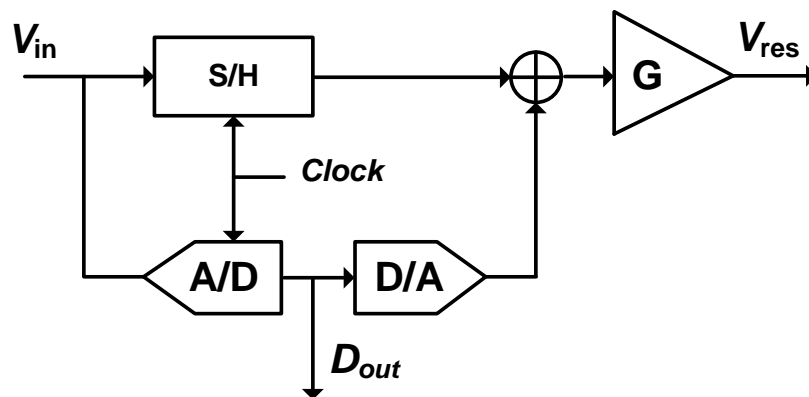 Vin
S/H
G
Vres
Clock
A/D
D/A
Dout